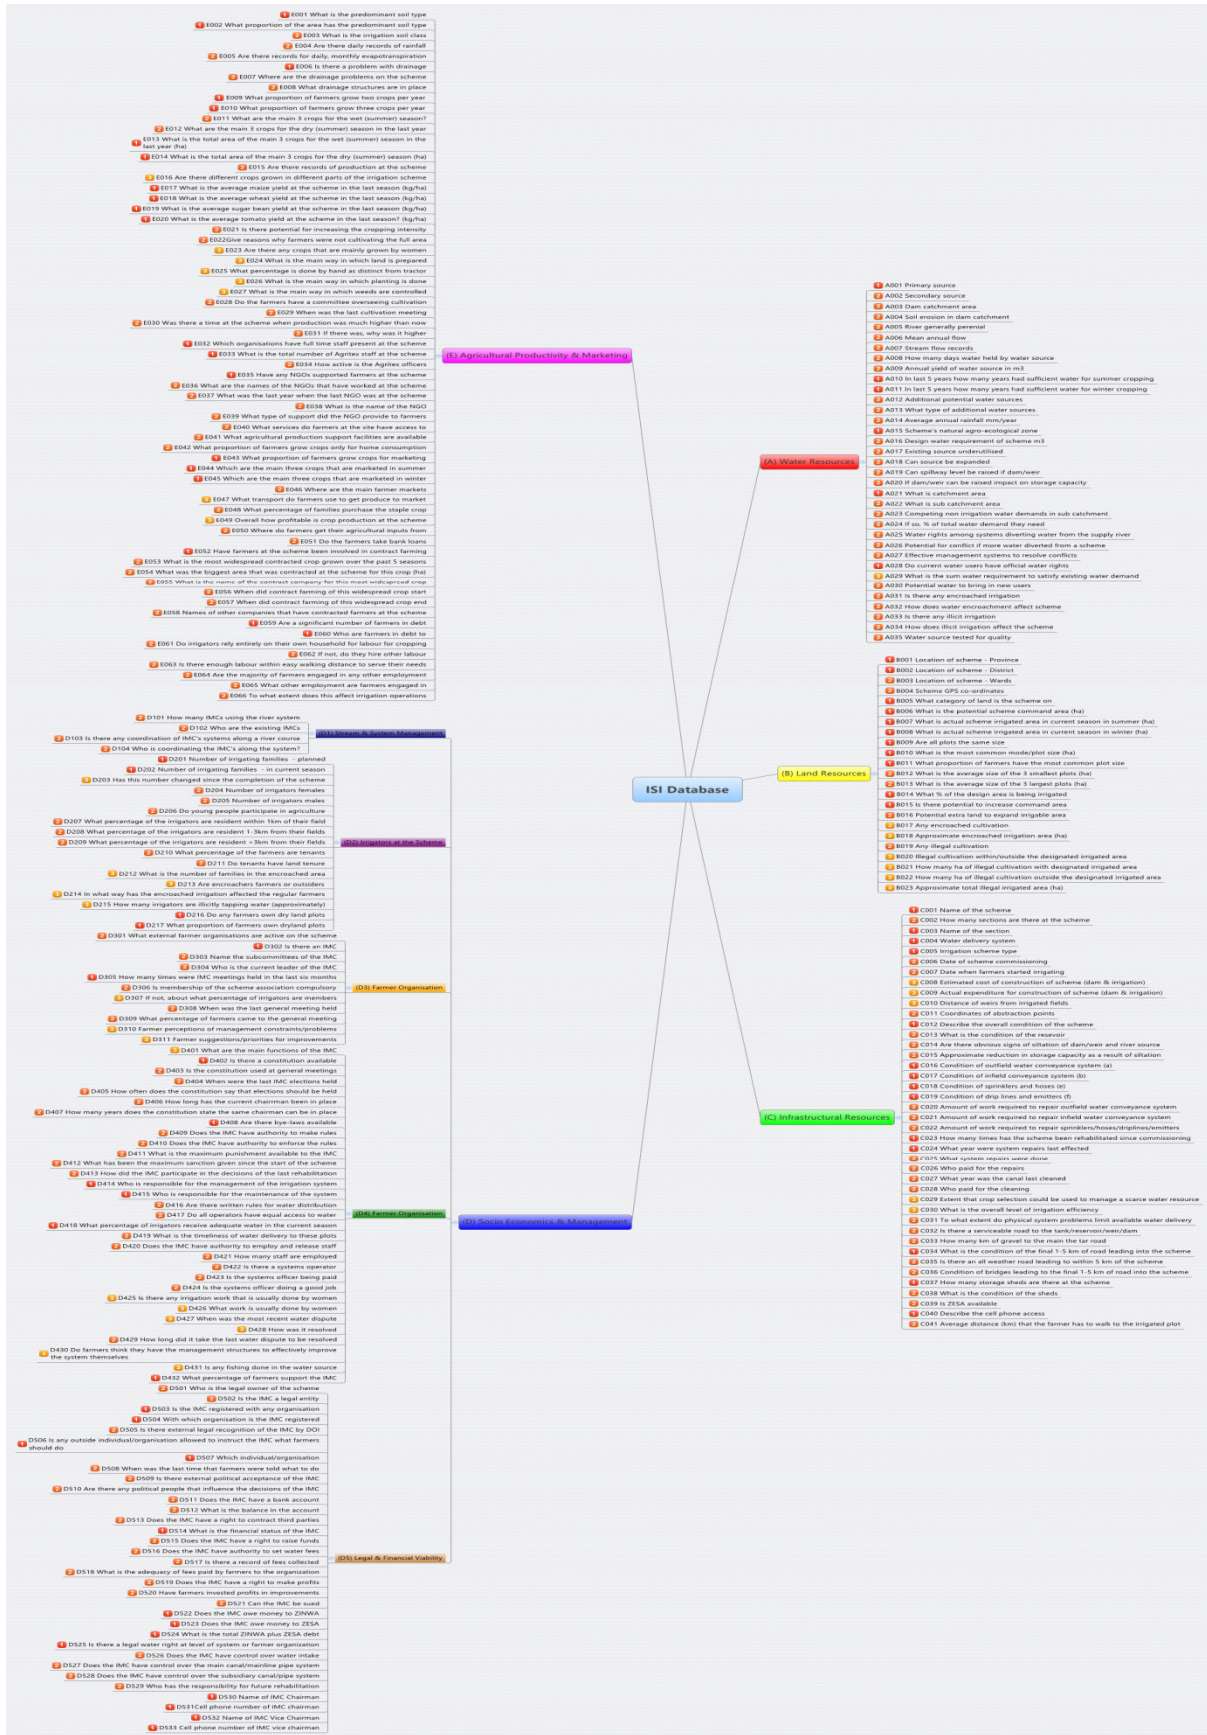 E001 What is the predominant soil type
E002 What proportion of the area has the predominant soil type
E003 What is the irrigation soil class
E004 Are there daily records of rainfall
E005 Are there records for daily, monthly evapotranspiration
E006 Is there a problem with drainage
E007 Where are the drainage problems on the scheme
E008 What drainage structures are in place
E009 What proportion of farmers grow two crops per year
E010 What proportion of farmers grow three crops per year
E011 What are the main 3 crops for the wet (summer) season?
E012 What are the main 3 crops for the dry (summer) season in the last year
E013 What is the total area of the main 3 crops for the wet (summer) season in the
last year (ha)
E014 What is the total area of the main 3 crops for the dry (summer) season (ha)
E015 Are there records of production at the scheme
E016 Are there different crops grown in different parts of the irrigation scheme
E017 What is the average maize yield at the scheme in the last season (kg/ha)
E018 What is the average wheat yield at the scheme in the last season (kg/ha)
E019 What is the average sugar bean yield at the scheme in the last season (kg/ha)
E020 What is the average tomato yield at the scheme in the last season? (kg/ha)
E021 Is there potential for increasing the cropping intensity
E022Give reasons why farmers were not cultivating the full area
E023 Are there any crops that are mainly grown by women
E024 What is the main way in which land is prepared
E025 What percentage is done by hand as distinct from tractor
E026 What is the main way in which planting is done
E027 What is the main way in which weeds are controlled
E028 Do the farmers have a committee overseeing cultivation
E029 When was the last cultivation meeting
E030 Was there a time at the scheme when production was much higher than now
E031 If there was, why was it higher
E032 Which organisations have full time staff present at the scheme
E033 What is the total number of Agritex staff at the scheme
E034 How active is the Agritex officers
E035 Have any NGOs supported farmers at the scheme
E036 What are the names of the NGOs that have worked at the scheme
E037 What was the last year when the last NGO was at the scheme
E038 What is the name of the NGO
E039 What type of support did the NGO provide to farmers
E040 What services do farmers at the site have access to
E041 What agricultural production support facilities are available
E042 What proportion of farmers grow crops only for home consumption
E043 What proportion of farmers grow crops for marketing
E044 Which are the main three crops that are marketed in summer
E045 Which are the main three crops that are marketed in winter
E046 Where are the main farmer markets
E047 What transport do farmers use to get produce to market
E048 What percentage of families purchase the staple crop
E049 Overall how profitable is crop production at the scheme
E050 Where do farmers get their agricultural inputs from
E051 Do the farmers take bank loans
E052 Have farmers at the scheme been involved in contract farming
E053 What is the most widespread contracted crop grown over the past 5 seasons
E054 What was the biggest area that was contracted at the scheme for this crop (ha)
E055 What is the name of the contract company for this most widespread crop
E056 When did contract farming of this widespread crop start
E057 When did contract farming of this widespread crop end
E058 Names of other companies that have contracted farmers at the scheme
E059 Are a significant number of farmers in debt
E060 Who are farmers in debt to
E061 Do irrigators rely entirely on their own household for labour for cropping
E062 If not, do they hire other labour
E063 Is there enough labour within easy walking distance to serve their needs
E064 Are the majority of farmers engaged in any other employment
E065 What other employment are farmers engaged in
E066 To what extent does this affect irrigation operations
(E) Agricultural Productivity & Marketing
D101 How many IMCs using the river system
D102 Who are the existing IMCs
D103 Is there any coordination of IMC's systems along a river course
D104 Who is coordinating the IMC's along the system?
(D1) Stream & System Management
D201 Number of irrigating families - planned
D202 Number of irrigating families - in current season
D203 Has this number changed since the completion of the scheme
D204 Number of irrigators females
D205 Number of irrigators males
D206 Do young people participate in agriculture
D207 What percentage of the irrigators are resident within 1km of their field
D208 What percentage of the irrigators are resident 1-3km from their fields
D209 What percentage of the irrigators are resident >3km from their fields
D210 What percentage of the farmers are tenants
D211 Do tenants have land tenure
D212 What is the number of families in the encroached area
D213 Are encroachers farmers or outsiders
D214 In what way has the encroached irrigation affected the regular farmers
D215 How many irrigators are illicitly tapping water (approximately)
D216 Do any farmers own dry land plots
D217 What proportion of farmers own dryland plots
(D2) Irrigators at the Scheme
D301 What external farmer organisations are active on the scheme
D302 Is there an IMC
D303 Name the subcommittees of the IMC
D304 Who is the current leader of the IMC
D305 How many times were IMC meetings held in the last six months
D306 Is membership of the scheme association compulsory
D307 If not, about what percentage of irrigators are members
D308 When was the last general meeting held
D309 What percentage of farmers came to the general meeting
D310 Farmer perceptions of management constraints/problems
D311 Farmer suggestions/priorities for improvements
(D3) Farmer Organisation
D401 What are the main functions of the IMC
D402 Is there a constitution available
D403 Is the constitution used at general meetings
D404 When were the last IMC elections held
D405 How often does the constitution say that elections should be held
D406 How long has the current chairrman been in place
D407 How many years does the constitution state the same chairman can be in place
D408 Are there bye-laws available
D409 Does the IMC have authority to make rules
D410 Does the IMC have authority to enforce the rules
D411 What is the maximum punishment available to the IMC
D412 What has been the maximum sanction given since the start of the scheme
D413 How did the IMC participate in the decisions of the last rehabilitation
D414 Who is responsible for the management of the irrigation system
D415 Who is responsible for the maintenance of the system
D416 Are there written rules for water distribution
D417 Do all operators have equal access to water
D418 What percentage of irrigators receive adequate water in the current season
D419 What is the timeliness of water delivery to these plots
D420 Does the IMC have authority to employ and release staff
D421 How many staff are employed
D422 Is there a systems operator
D423 Is the systems officer being paid
D424 Is the systems officer doing a good job
D425 Is there any irrigation work that is usually done by women
D426 What work is usually done by women
D427 When was the most recent water dispute
D428 How was it resolved
D429 How long did it take the last water dispute to be resolved
D430 Do farmers think they have the management structures to effectively improve
the system themselves
D431 Is any fishing done in the water source
D432 What percentage of farmers support the IMC
(D4) Farmer Organisation
D501 Who is the legal owner of the scheme
D502 Is the IMC a legal entity
D503 Is the IMC registered with any organisation
D504 With which organisation is the IMC registered
D505 Is there external legal recognition of the IMC by DOI
D506 Is any outside individual/organisation allowed to instruct the IMC what farmers
should do
D507 Which individual/organisation
D508 When was the last time that farmers were told what to do
D509 Is there external political acceptance of the IMC
D510 Are there any political people that influence the decisions of the IMC
D511 Does the IMC have a bank account
D512 What is the balance in the account
D513 Does the IMC have a right to contract third parties
D514 What is the financial status of the IMC
D515 Does the IMC have a right to raise funds
D516 Does the IMC have authority to set water fees
D517 Is there a record of fees collected
D518 What is the adequacy of fees paid by farmers to the organization
D519 Does the IMC have a right to make profits
D520 Have farmers invested profits in improvements
D521 Can the IMC be sued
D522 Does the IMC owe money to ZINWA
D523 Does the IMC owe money to ZESA
D524 What is the total ZINWA plus ZESA debt
D525 Is there a legal water right at level of system or farmer organization
D526 Does the IMC have control over water intake
D527 Does the IMC have control over the main canal/mainline pipe system
D528 Does the IMC have control over the subsidiary canal/pipe system
D529 Who has the responsibility for future rehabilitation
D530 Name of IMC Chairman
D531Cell phone number of IMC chairman
D532 Name of IMC Vice Chairman
D533 Cell phone number of IMC vice chairman
(D5) Legal & Financial Viability
(D) Socio Economics & Management
ISI Database
(A) Water Resources
A001 Primary source
A002 Secondary source
A003 Dam catchment area
A004 Soil erosion in dam catchment
A005 River generally perenial
A006 Mean annual flow
A007 Stream flow records
A008 How many days water held by water source
A009 Annual yield of water source in m3
A010 In last 5 years how many years had sufficient water for summer cropping
A011 In last 5 years how many years had sufficient water for winter cropping
A012 Additional potential water sources
A013 What type of additional water sources
A014 Average annual rainfall mm/year
A015 Scheme's natural agro-ecological zone
A016 Design water requirement of scheme m3
A017 Existing source underutilised
A018 Can source be expanded
A019 Can spillway level be raised if dam/weir
A020 If dam/weir can be raised impact on storage capacity
A021 What is catchment area
A022 What is sub catchment area
A023 Competing non irrigation water demands in sub catchment
A024 If so, % of total water demand they need
A025 Water rights among systems diverting water from the supply river
A026 Potential for conflict if more water diverted from a scheme
A027 Effective management systems to resolve conflicts
A028 Do current water users have official water rights
A029 What is the sum water requirement to satisfy existing water demand
A030 Potential water to bring in new users
A031 Is there any encroached irrigation
A032 How does water encroachment affect scheme
A033 Is there any illicit irrigation
A034 How does illicit irrigation affect the scheme
A035 Water source tested for quality
(B) Land Resources
B001 Location of scheme - Province
B002 Location of scheme - District
B003 Location of scheme - Wards
B004 Scheme GPS co-ordinates
B005 What category of land is the scheme on
B006 What is the potential scheme command area (ha)
B007 What is actual scheme irrigated area in current season in summer (ha)
B008 What is actual scheme irrigated area in current season in winter (ha)
B009 Are all plots the same size
B010 What is the most common mode/plot size (ha)
B011 What proportion of farmers have the most common plot size
B012 What is the average size of the 3 smallest plots (ha)
B013 What is the average size of the 3 largest plots (ha)
B014 What % of the design area is being irrigated
B015 Is there potential to increase command area
B016 Potential extra land to expand irrigable area
B017 Any encroached cultivation
B018 Approximate encroached irrigation area (ha)
B019 Any illegal cultivation
B020 Illegal cultivation within/outside the designated irrigated area
B021 How many ha of illegal cultivation with designated irrigated area
B022 How many ha of illegal cultivation outside the designated irrigated area
B023 Approximate total illegal irrigated area (ha)
(C) Infrastructural Resources
C001 Name of the scheme
C002 How many sections are there at the scheme
C003 Name of the section
C004 Water delivery system
C005 Irrigation scheme type
C006 Date of scheme commissioning
C007 Date when farmers started irrigating
C008 Estimated cost of construction of scheme (dam & irrigation)
C009 Actual expenditure for construction of scheme (dam & irrigation)
C010 Distance of weirs from irrigated fields
C011 Coordinates of abstraction points
C012 Describe the overall condition of the scheme
C013 What is the condition of the resevoir
C014 Are there obvious signs of siltation of dam/weir and river source
C015 Approximate reduction in storage capacity as a result of siltation
C016 Condition of outfield water conveyance system (a)
C017 Condition of infield conveyance system (b)
C018 Condition of sprinklers and hoses (e)
C019 Condition of drip lines and emitters (f)
C020 Amount of work required to repair outfield water conveyance system
C021 Amount of work required to repair infield water conveyance system
C022 Amount of work required to repair sprinklers/hoses/driplines/emitters
C023 How many times has the scheme been rehabilitated since commissioning
C024 What year were system repairs last effected
C025 What system repairs were done
C026 Who paid for the repairs
C027 What year was the canal last cleaned
C028 Who paid for the cleaning
C029 Extent that crop selection could be used to manage a scarce water resource
C030 What is the overall level of irrigation efficiency
C031 To what extent do physical system problems limit available water delivery
C032 Is there a serviceable road to the tank/reservoir/weir/dam
C033 How many km of gravel to the main the tar road
C034 What is the condition of the final 1-5 km of road leading into the scheme
C035 Is there an all weather road leading to within 5 km of the scheme
C036 Condition of bridges leading to the final 1-5 km of road into the scheme
C037 How many storage sheds are there at the scheme
C038 What is the condition of the sheds
C039 Is ZESA available
C040 Describe the cell phone access
C041 Average distance (km) that the farmer has to walk to the irrigated plot